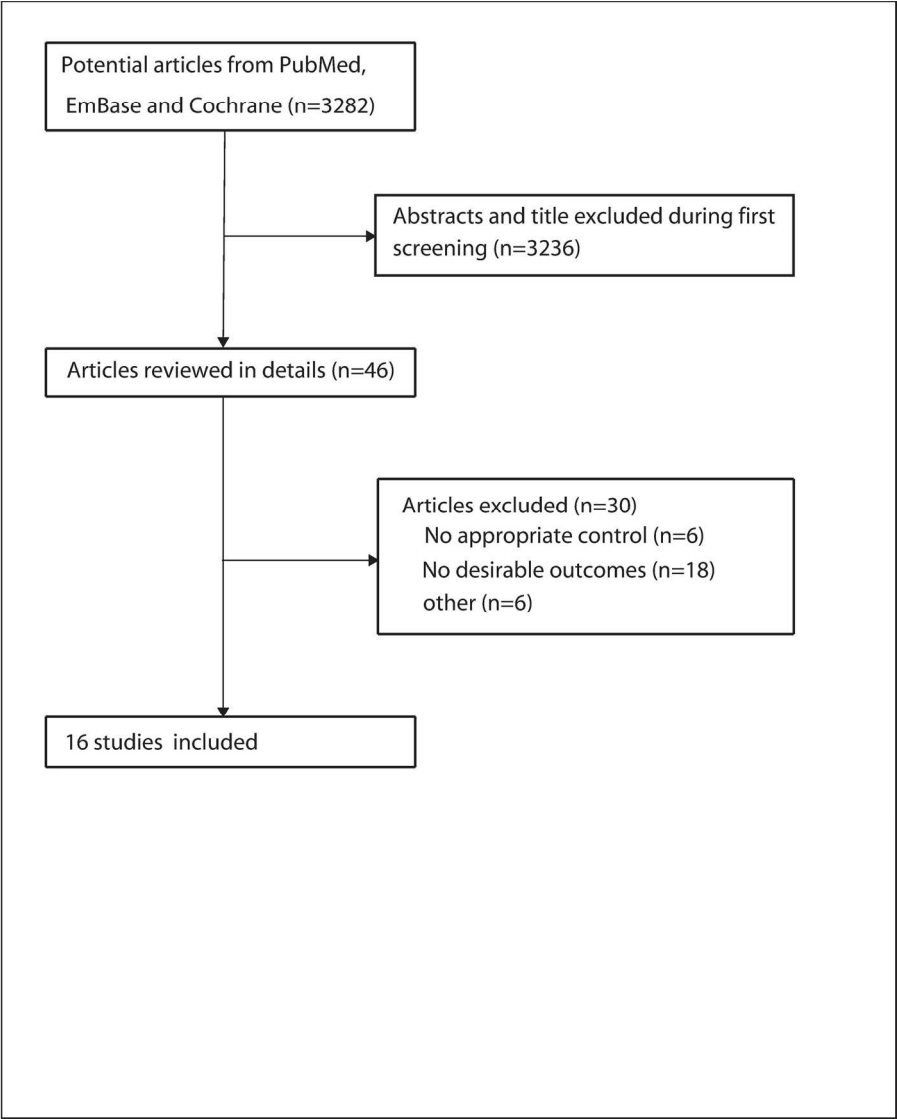 Potential articles from PubMed,
EmBase and Cochrane (n=3282)
Abstracts and title excluded during first
screening (n=3236)
Articles reviewed in details (n=46)
Articles excluded (n=30)
No appropriate control (n=6)
No desirable outcomes (n=18)
other (n=6)
16 studies included